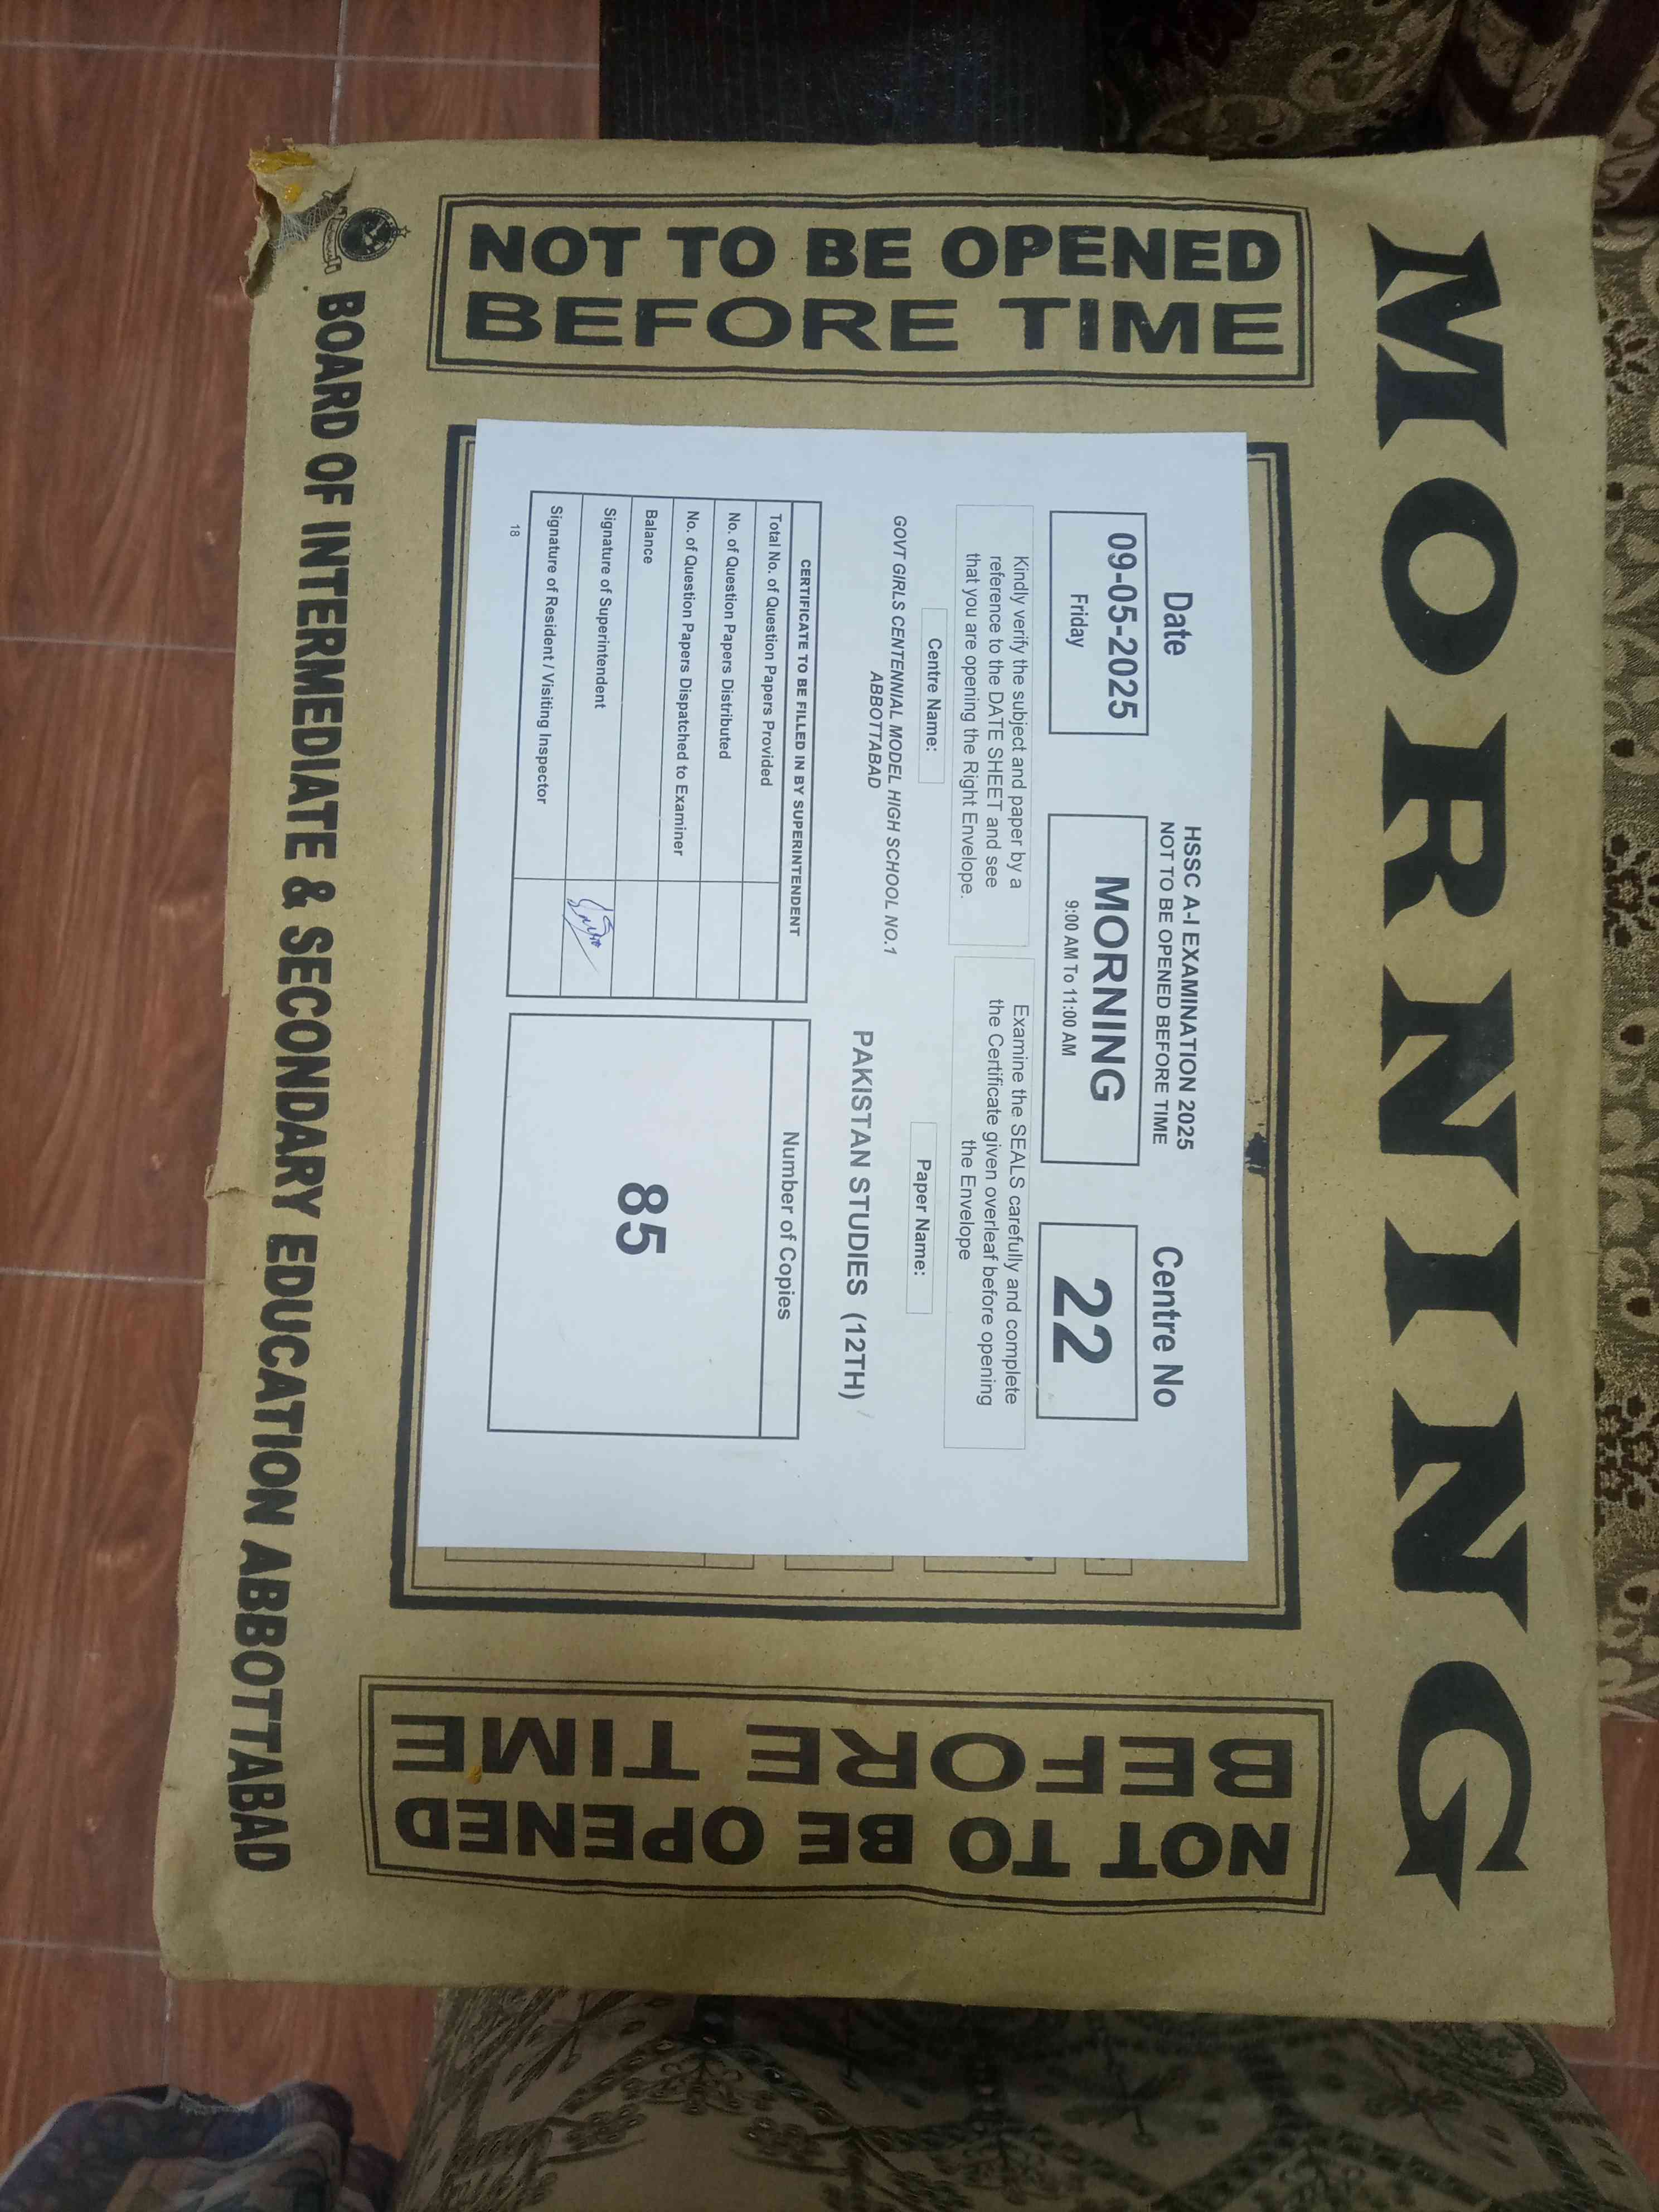 MORNING
NOT TO BE OPENED
BEFORE TIME
Date
09-05-2025
Friday
HSSC A-I EXAMINATION 2025
NOT TO BE OPENED BEFORE TIME
MORNING
9:00 AM To 11:00 AM
Centre No
22
Kindly verify the subject and paper by a
reference to the DATE SHEET and see
that you are opening the Right Envelope.
Examine the SEALS carefully and complete
the Certificate given overleaf before opening
the Envelope
Centre Name:
GOVT GIRLS CENTENNIAL MODEL HIGH SCHOOL NO.1
ABBOTTABAD
Paper Name:
PAKISTAN STUDIES (12TH)
CERTIFICATE TO BE FILLED IN BY SUPERINTENDENT
Total No. of Question Papers Provided
No. of Question Papers Distributed
No. of Question Papers Dispatched to Examiner
Balance
Signature of Superintendent
Signature of Resident / Visiting Inspector
18
Number of Copies
85
NOT TO BE OPENED
BEFORE TIME
BOARD OF INTERMEDIATE & SECONDARY EDUCATION ABBOTTABAD